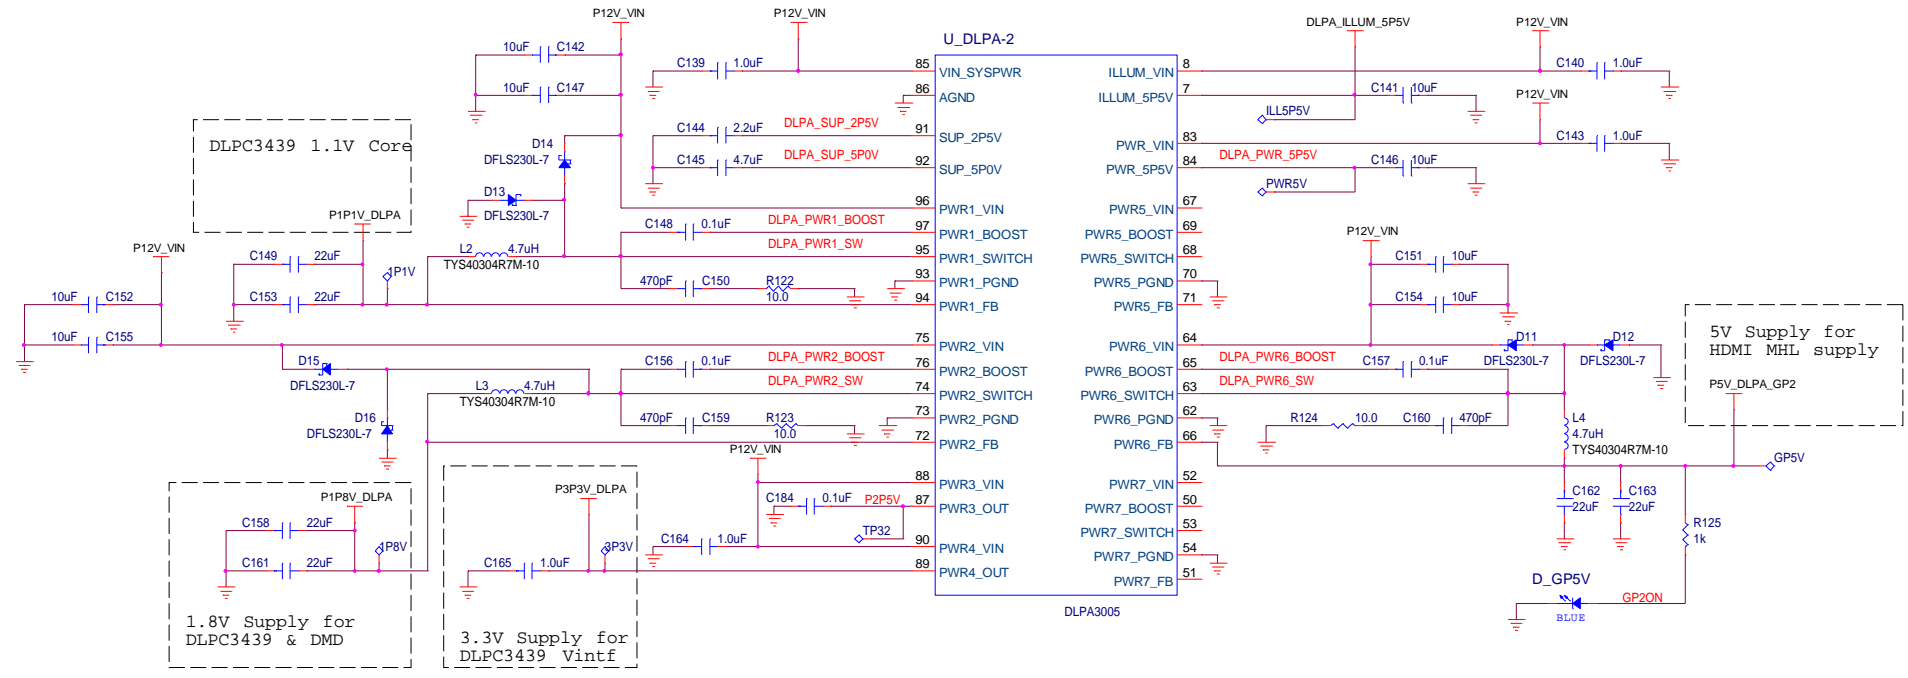 P12V_VIN
P12V_VIN
DLPA_ILLUM_5P5V
P12V_VIN
U_DLPA-2
10uF C142
C139 1.0uF
85 VIN_SYSPWR
ILLUM_VIN 8
C140 1.0uF
10uF C147
86 AGND
ILLUM_5P5V 7
C141 10uF
P12V_VIN
ILL5P5V
C144 2.2uF DLPA_SUP_2P5V 91 SUP_2P5V
PWR_VIN 83
C143 1.0uF
DLPC3439 1.1V Core
D14
DFLS230L-7
C145 4.7uF DLPA_SUP_5P0V 92 SUP_5P0V
PWR_5P5V 84
DLPA_PWR_5P5V C146 10uF
PWR5V
D13
DFLS230L-7
96 PWR1_VIN
PWR5_VIN 67
P1P1V_DLPA
C148 0.1uF DLPA_PWR1_BOOST 97 PWR1_BOOST
PWR5_BOOST 69
P12V_VIN
P12V_VIN
L2 4.7uH
TYS40304R7M-10
DLPA_PWR1_SW 95 PWR1_SWITCH
PWR5_SWITCH 68
C149 22uF
1P1V
C151 10uF
470pF C150 R122
10.0
93 PWR1_PGND
PWR5_PGND 70
10uF C152
C153 22uF
94 PWR1_FB
PWR5_FB 71
C154 10uF
10uF C155
75 PWR2_VIN
PWR6_VIN 64
D11
DFLS230L-7
D12
DFLS230L-7
5V Supply for
HDMI MHL supply
D15
DFLS230L-7
C156 0.1uF DLPA_PWR2_BOOST 76 PWR2_BOOST
PWR6_BOOST 65
DLPA_PWR6_BOOST C157 0.1uF
L3 4.7uH
TYS40304R7M-10
DLPA_PWR2_SW 74 PWR2_SWITCH
PWR6_SWITCH 63
DLPA_PWR6_SW
P5V_DLPA_GP2
D16
DFLS230L-7
470pF C159 R123
10.0
73 PWR2_PGND
PWR6_PGND 62
R124 10.0 C160 470pF
L4
4.7uH
TYS40304R7M-10
72 PWR2_FB
PWR6_FB 66
P12V_VIN
GP5V
88 PWR3_VIN
PWR7_VIN 52
P1P8V_DLPA
P3P3V_DLPA
C184 0.1uF P2P5V 87 PWR3_OUT
PWR7_BOOST 50
C162
22uF
C163
22uF
C158 22uF
TP32
PWR7_SWITCH 53
R125
1k
1P8V
3P3V
C164 1.0uF
90 PWR4_VIN
PWR7_PGND 54
C161 22uF
C165 1.0uF
89 PWR4_OUT
PWR7_FB 51
D_GP5V
GP2ON
BLUE
DLPA3005
1.8V Supply for
DLPC3439 & DMD
3.3V Supply for
DLPC3439 Vintf